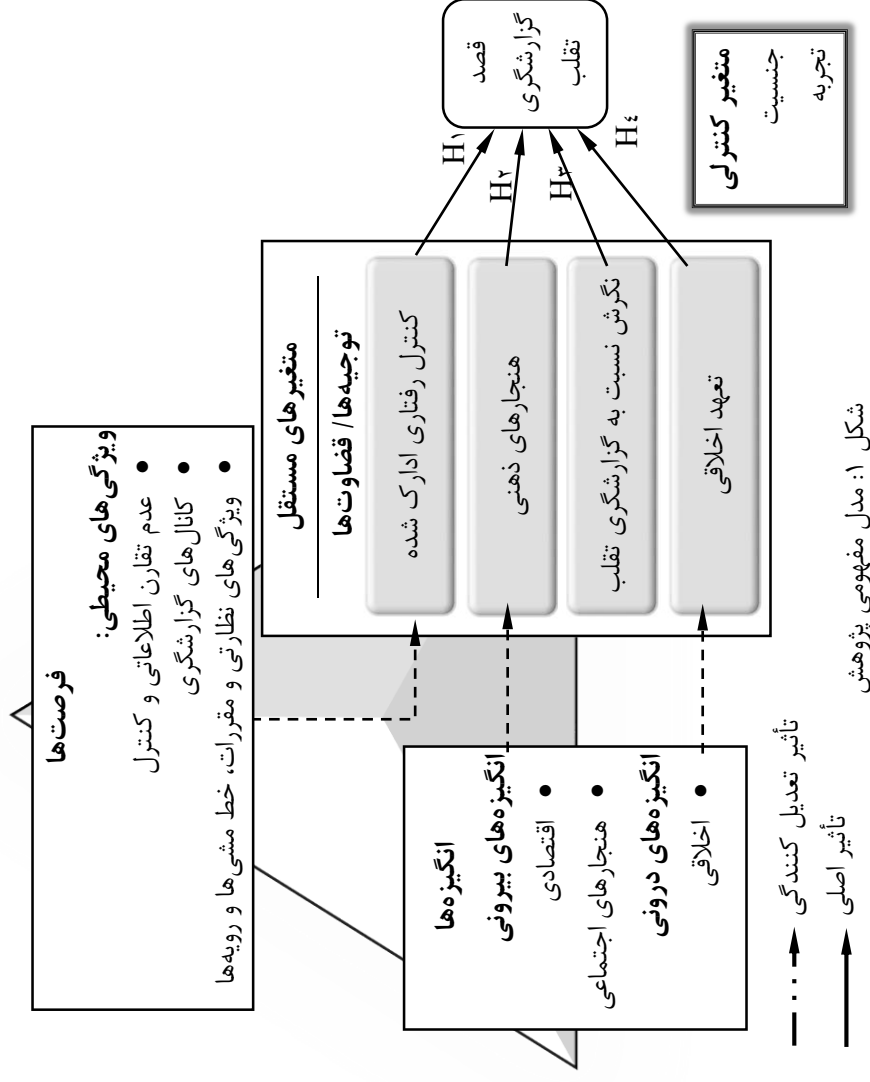 فرصت‌ها
ویژگی‌های محیطی:
• عدم تقارن اطلاعاتی و کنترل
• کانال‌های گزارشگری
• ویژگی‌های نظارتی و مقررات، خط مشی‌ها و رویه‌ها
انگیزه‌ها
انگیزه‌های بیرونی
• اقتصادی
• هنجارهای اجتماعی
انگیزه‌های درونی
• اخلاقی
متغیرهای مستقل
توجیه‌ها/ قضاوت‌ها
کنترل رفتاری ادارک شده
هنجارهای ذهنی
نگرش نسبت به گزارشگری تقلب
تعهد اخلاقی
H۱
H۲
H۳
H٤
قصد
گزارشگری
تقلب
متغیر کنترلی
جنسیت
تجربه
تأثیر تعدیل کنندگی
تأثیر اصلی
شکل ۱: مدل مفهومی پژوهش